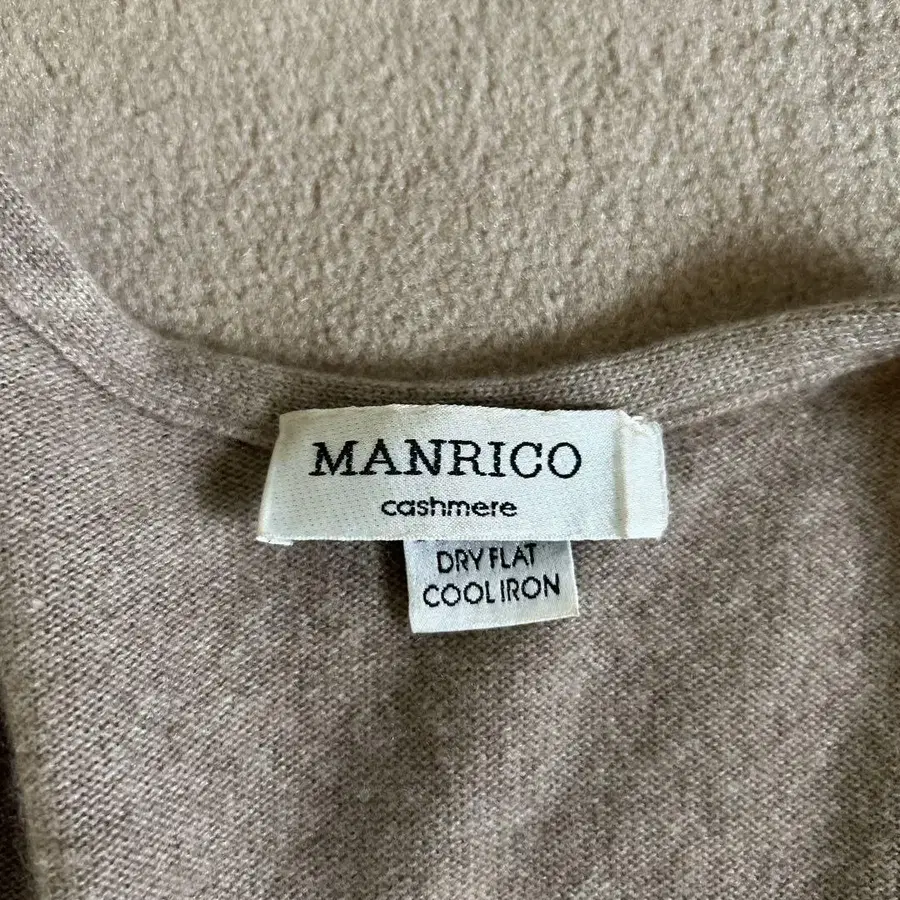 MANRICO
cashmere
DRY FLAT
COOL IRON